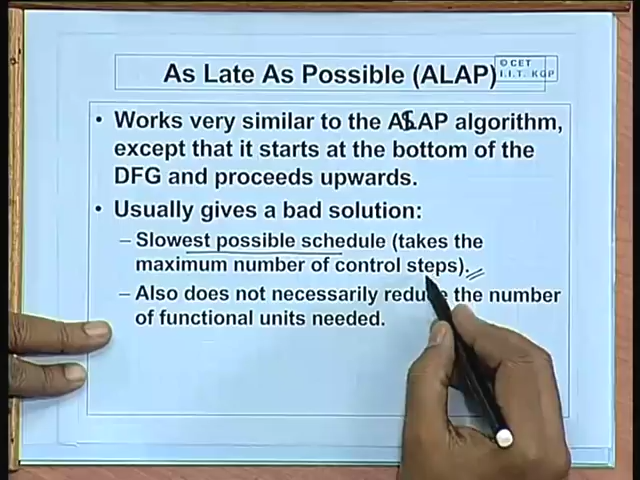 As Late As Possible (ALAP)
© CET
I.I.T. KGP
• Works very similar to the ASAP algorithm,
except that it starts at the bottom of the
DFG and proceeds upwards.
• Usually gives a bad solution:
– Slowest possible schedule (takes the
maximum number of control steps).
– Also does not necessarily reduce the number
of functional units needed.